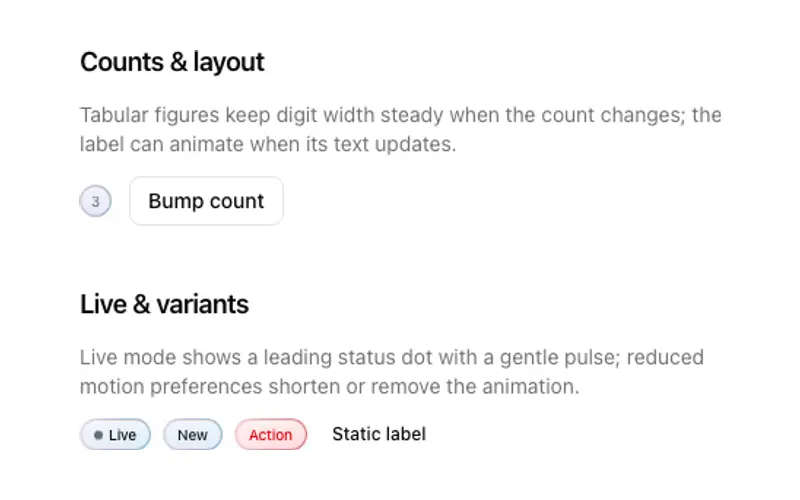 Counts & layout
Tabular figures keep digit width steady when the count changes; the
label can animate when its text updates.
3 Bump count
Live & variants
Live mode shows a leading status dot with a gentle pulse; reduced
motion preferences shorten or remove the animation.
Live New Action Static label